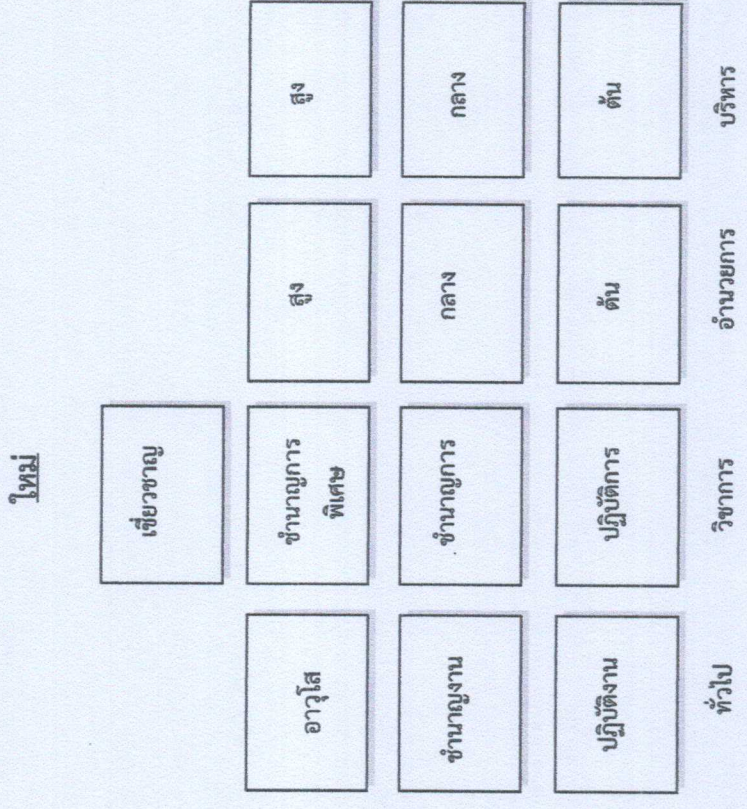 ใหม่
เชี่ยวชาญ
อาวุโส
ชำนาญการ
พิเศษ
สูง
สูง
ชำนาญงาน
ชำนาญการ
กลาง
กลาง
ปฏิบัติงาน
ปฏิบัติการ
ต้น
ต้น
ทั่วไป
วิชาการ
อำนวยการ
บริหาร